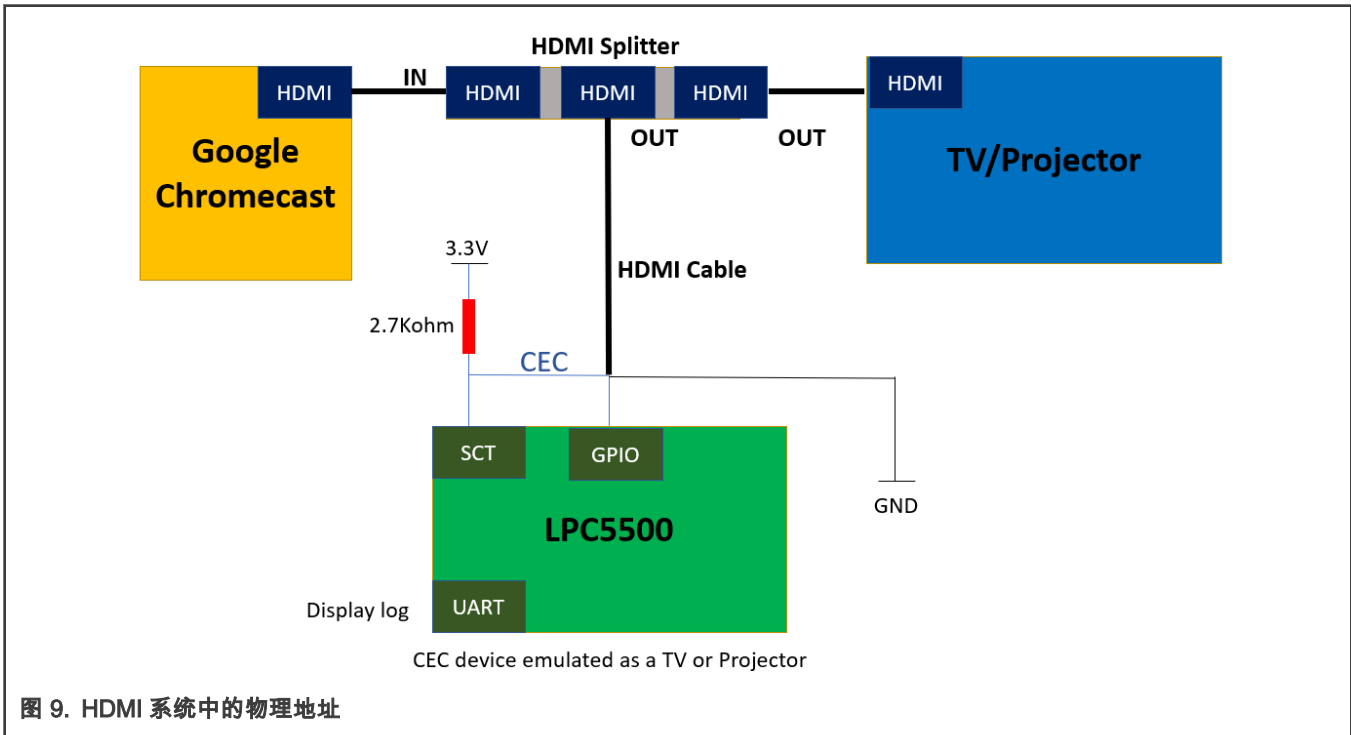 HDMI Splitter
HDMI
IN
HDMI
HDMI
HDMI
HDMI
OUT
OUT
Google
Chromecast
TV/Projector
3.3V
HDMI Cable
2.7Kohm
CEC
SCT
GPIO
GND
LPC5500
Display log
UART
CEC device emulated as a TV or Projector
图 9. HDMI 系统中的物理地址